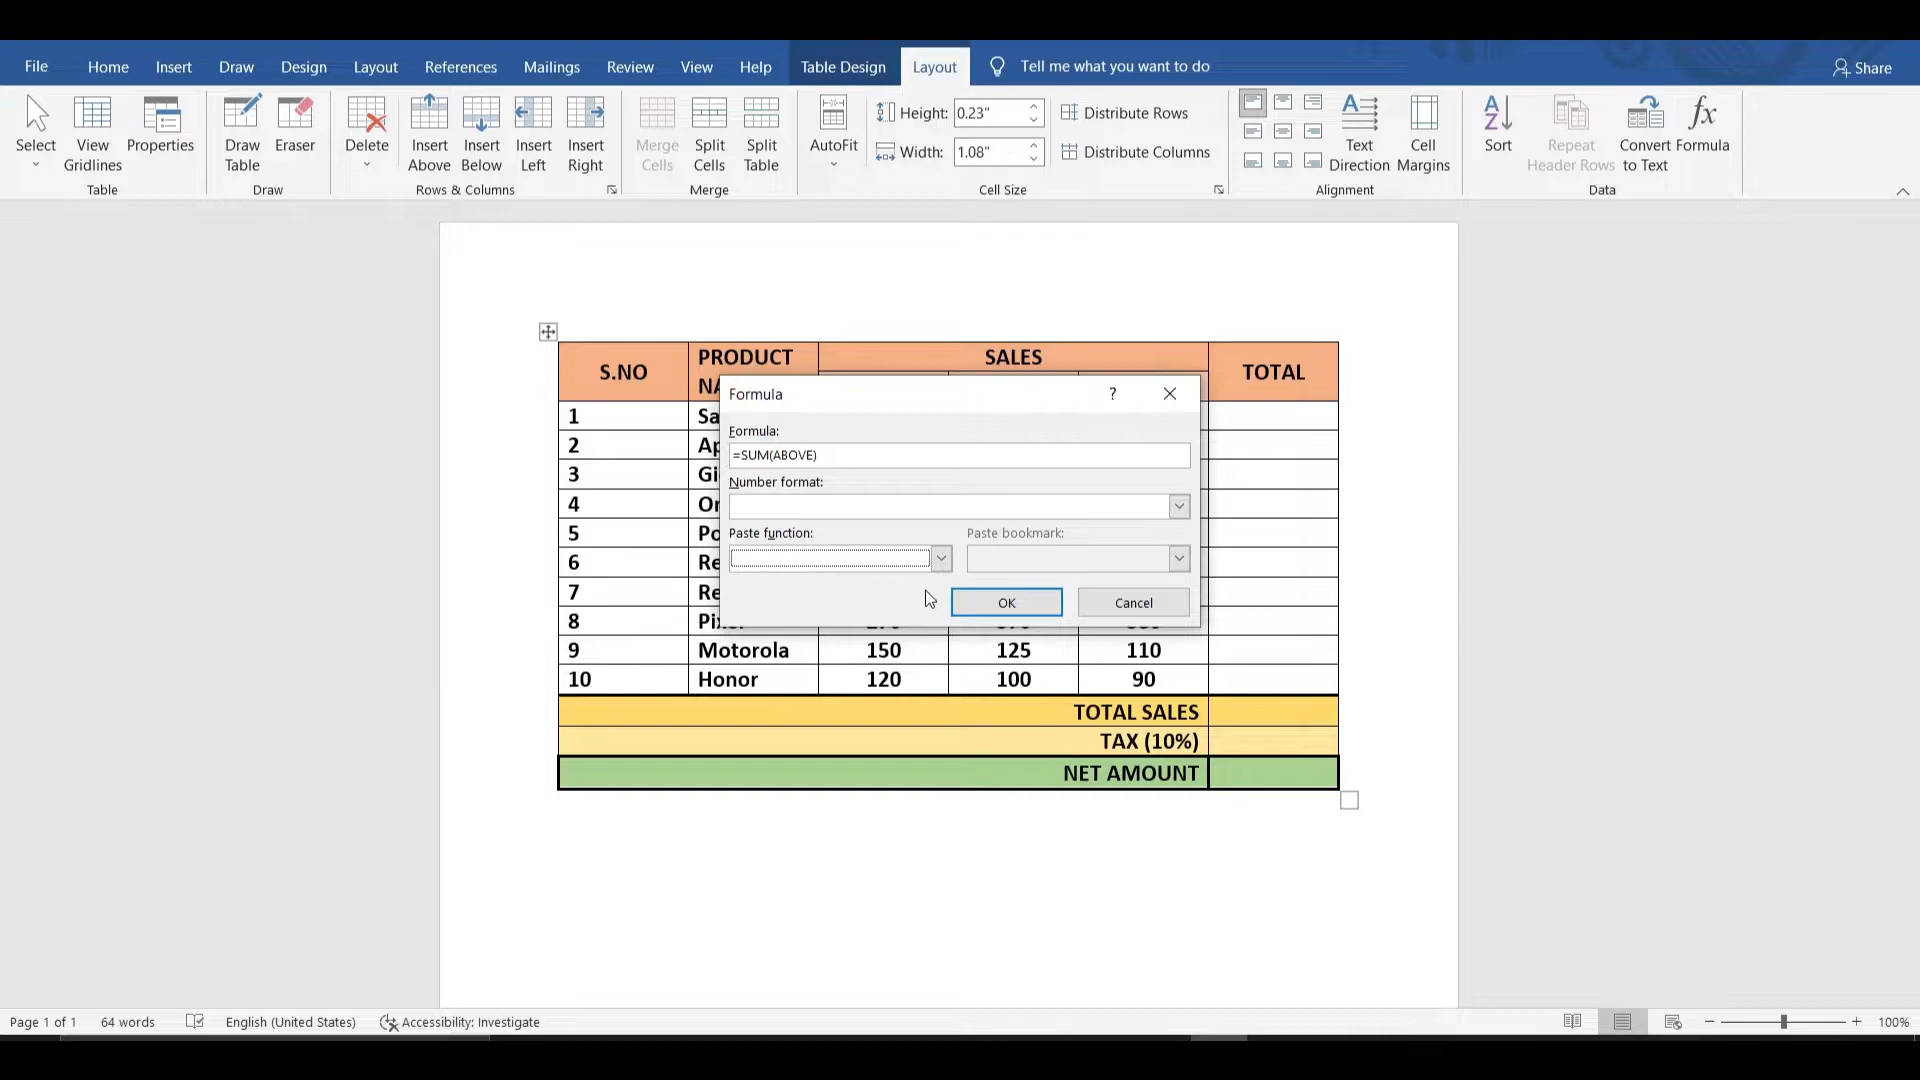 File Home Insert Draw Design Layout References Mailings Review View Help Table Design Layout Tell me what you want to do Share
Select View Gridlines Properties Draw Table Eraser Delete Insert Above Insert Below Insert Left Insert Right Merge Cells Split Cells Split Table AutoFit Height: 0.23" Width: 1.08" Distribute Rows Distribute Columns Text Direction Cell Margins Sort Repeat Header Rows Convert to Text Formula
Table Draw Rows & Columns Merge Cell Size Alignment Data
S.NO PRODUCT SALES TOTAL
Formula ? 
Formula:
=SUM(ABOVE)
Number format:
Paste function: Paste bookmark:
OK Cancel
1
2
3
4
5
6
7
8
9 Motorola 150 125 110
10 Honor 120 100 90
TOTAL SALES
TAX (10%)
NET AMOUNT
Page 1 of 1 64 words English (United States) Accessibility: Investigate 100%